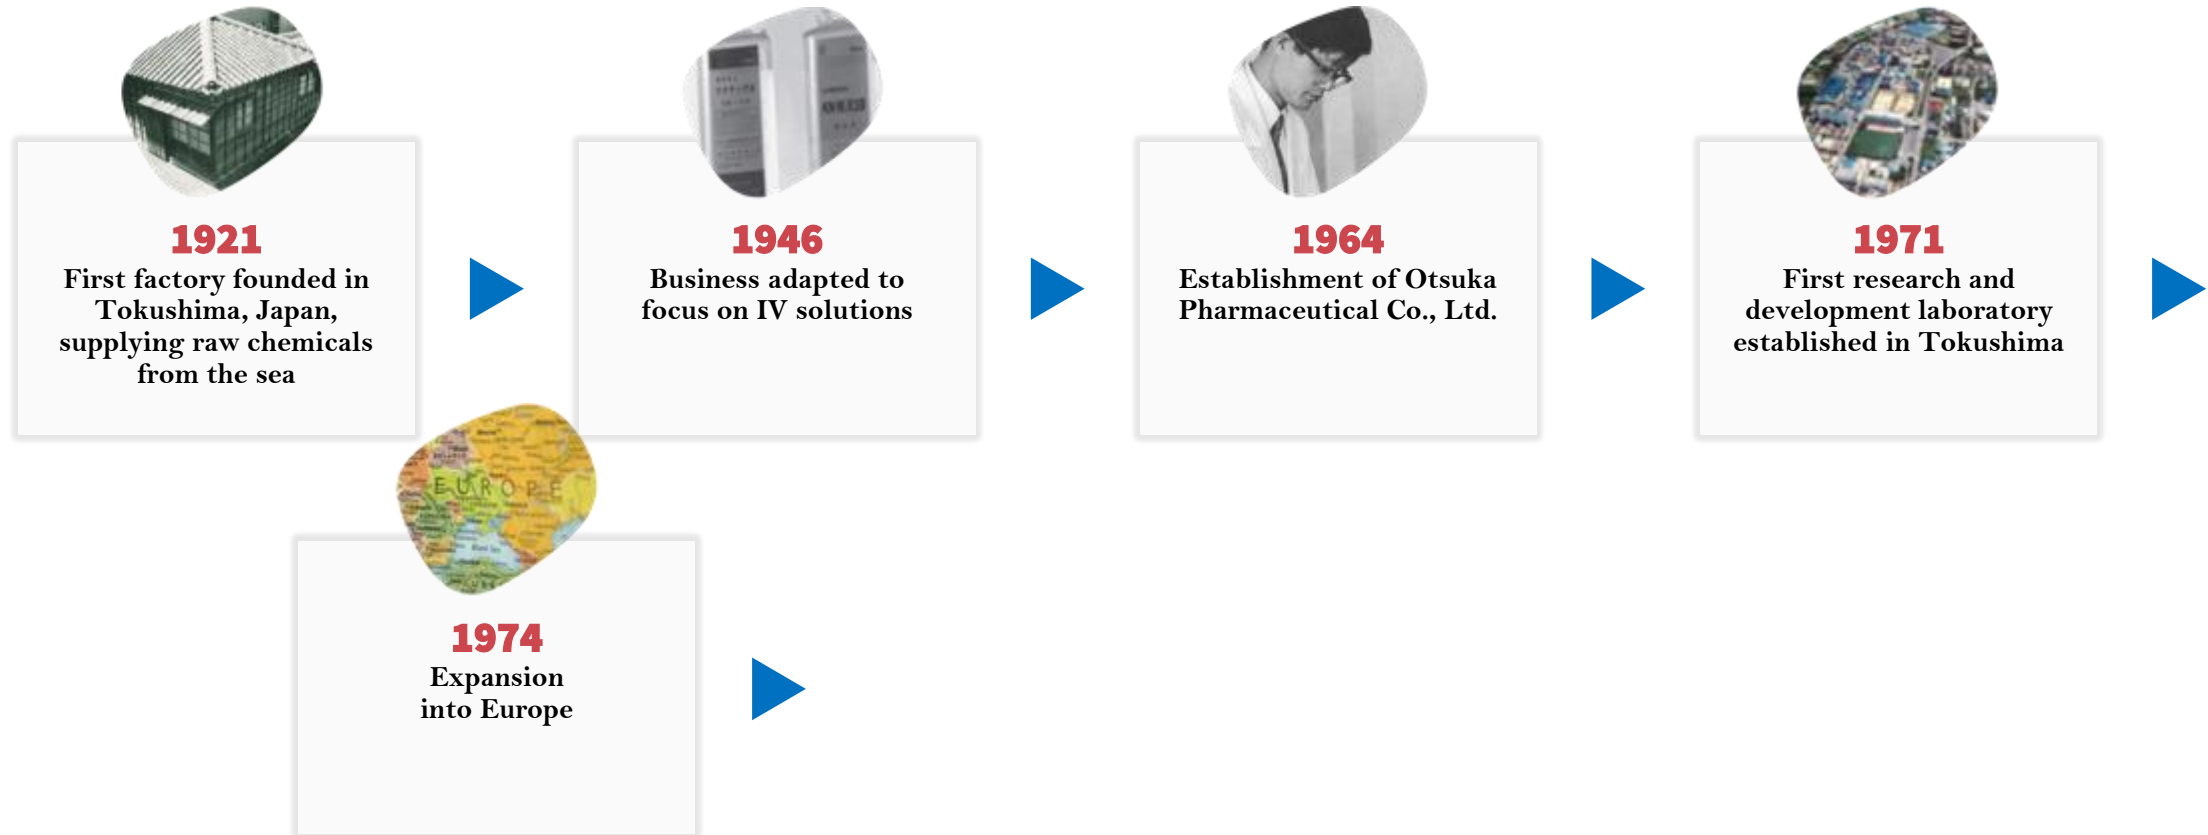 1921
First factory founded in
Tokushima, Japan,
supplying raw chemicals
from the sea
1946
Business adapted to
focus on IV solutions
1964
Establishment of Otsuka
Pharmaceutical Co., Ltd.
1971
First research and
development laboratory
established in Tokushima
EUROPE
1974
Expansion
into Europe